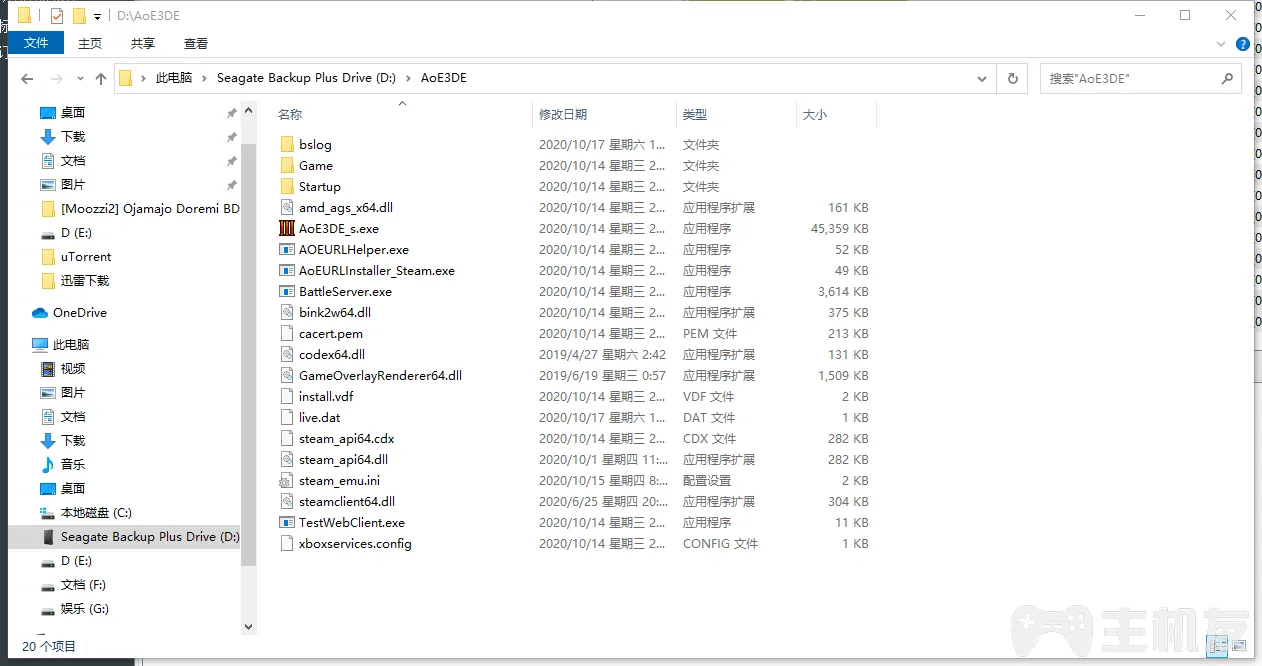 D:\AoE3DE
文件 主页 共享 查看
此电脑 › Seagate Backup Plus Drive (D:) › AoE3DE
搜索"AoE3DE"
桌面
下载
文档
图片
[Moozzi2] Ojamajo Doremi BD
D (E:)
uTorrent
迅雷下载
OneDrive
此电脑
视频
图片
文档
下载
音乐
桌面
本地磁盘 (C:)
Seagate Backup Plus Drive (D:)
D (E:)
文档 (F:)
娱乐 (G:)
名称 修改日期 类型 大小
bslog 2020/10/17 星期六 1... 文件夹
Game 2020/10/14 星期三 2... 文件夹
Startup 2020/10/14 星期三 2... 文件夹
amd_ags_x64.dll 2020/10/14 星期三 2... 应用程序扩展 161 KB
AoE3DE_s.exe 2020/10/14 星期三 2... 应用程序 45,359 KB
AOEURLHelper.exe 2020/10/14 星期三 2... 应用程序 52 KB
AoEURLInstaller_Steam.exe 2020/10/14 星期三 2... 应用程序 49 KB
BattleServer.exe 2020/10/14 星期三 2... 应用程序 3,614 KB
bink2w64.dll 2020/10/14 星期三 2... 应用程序扩展 375 KB
cacert.pem 2020/10/14 星期三 2... PEM 文件 213 KB
codex64.dll 2019/4/27 星期六 2:42 应用程序扩展 131 KB
GameOverlayRenderer64.dll 2019/6/19 星期三 0:57 应用程序扩展 1,509 KB
install.vdf 2020/10/14 星期三 2... VDF 文件 2 KB
live.dat 2020/10/17 星期六 1... DAT 文件 1 KB
steam_api64.cdx 2020/10/14 星期三 2... CDX 文件 282 KB
steam_api64.dll 2020/10/1 星期四 11:... 应用程序扩展 282 KB
steam_emu.ini 2020/10/15 星期四 8:... 配置设置 2 KB
steamclient64.dll 2020/6/25 星期四 20:... 应用程序扩展 304 KB
TestWebClient.exe 2020/10/14 星期三 2... 应用程序 11 KB
xboxservices.config 2020/10/14 星期三 2... CONFIG 文件 1 KB
20 个项目
主机友